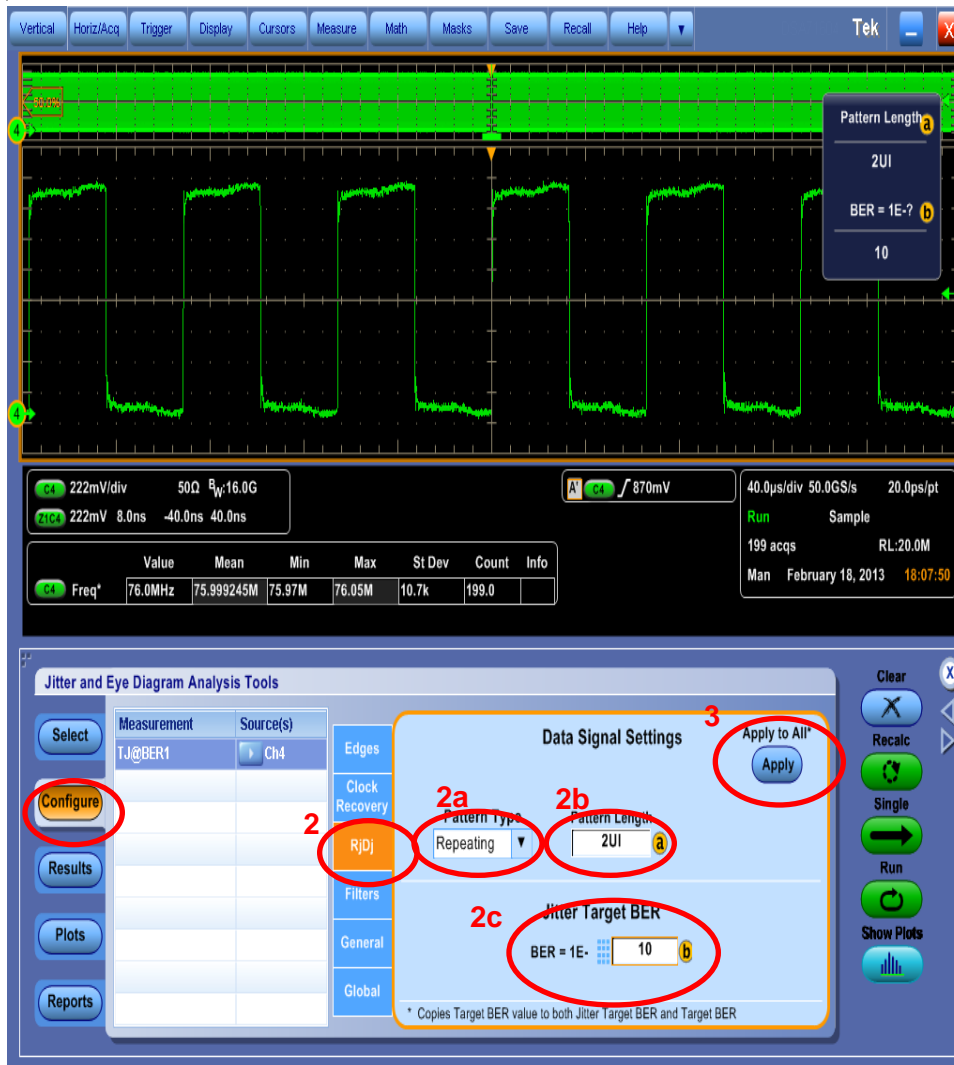 Vertical Horiz/Acq Trigger Display Cursors Measure Math Masks Save Recall Help Tek X
Pattern Length a
2UI
BER = 1E-? b
10
4
4
C4 222mV/div 50Ω BW:16.0G
Z1C4 222mV 8.0ns -40.0ns 40.0ns
A' C4 870mV
40.0µs/div 50.0GS/s 20.0ps/pt
Run Sample
199 acqs RL:20.0M
Man February 18, 2013 18:07:50
Value Mean Min Max St Dev Count Info
C4 Freq* 76.0MHz 75.999245M 75.97M 76.05M 10.7k 199.0
Jitter and Eye Diagram Analysis Tools
Select
Configure
Results
Plots
Reports
Measurement Source(s)
TJ@BER1 Ch4
Edges
Clock Recovery
2
RjDj
Filters
General
Global
Data Signal Settings
3
Apply to All*
Apply
2a
Pattern Type
Repeating
2b
Pattern Length
2UI a
2c
Jitter Target BER
BER = 1E- 10 b
* Copies Target BER value to both Jitter Target BER and Target BER
X
Clear
Recalc
Single
Run
Show Plots